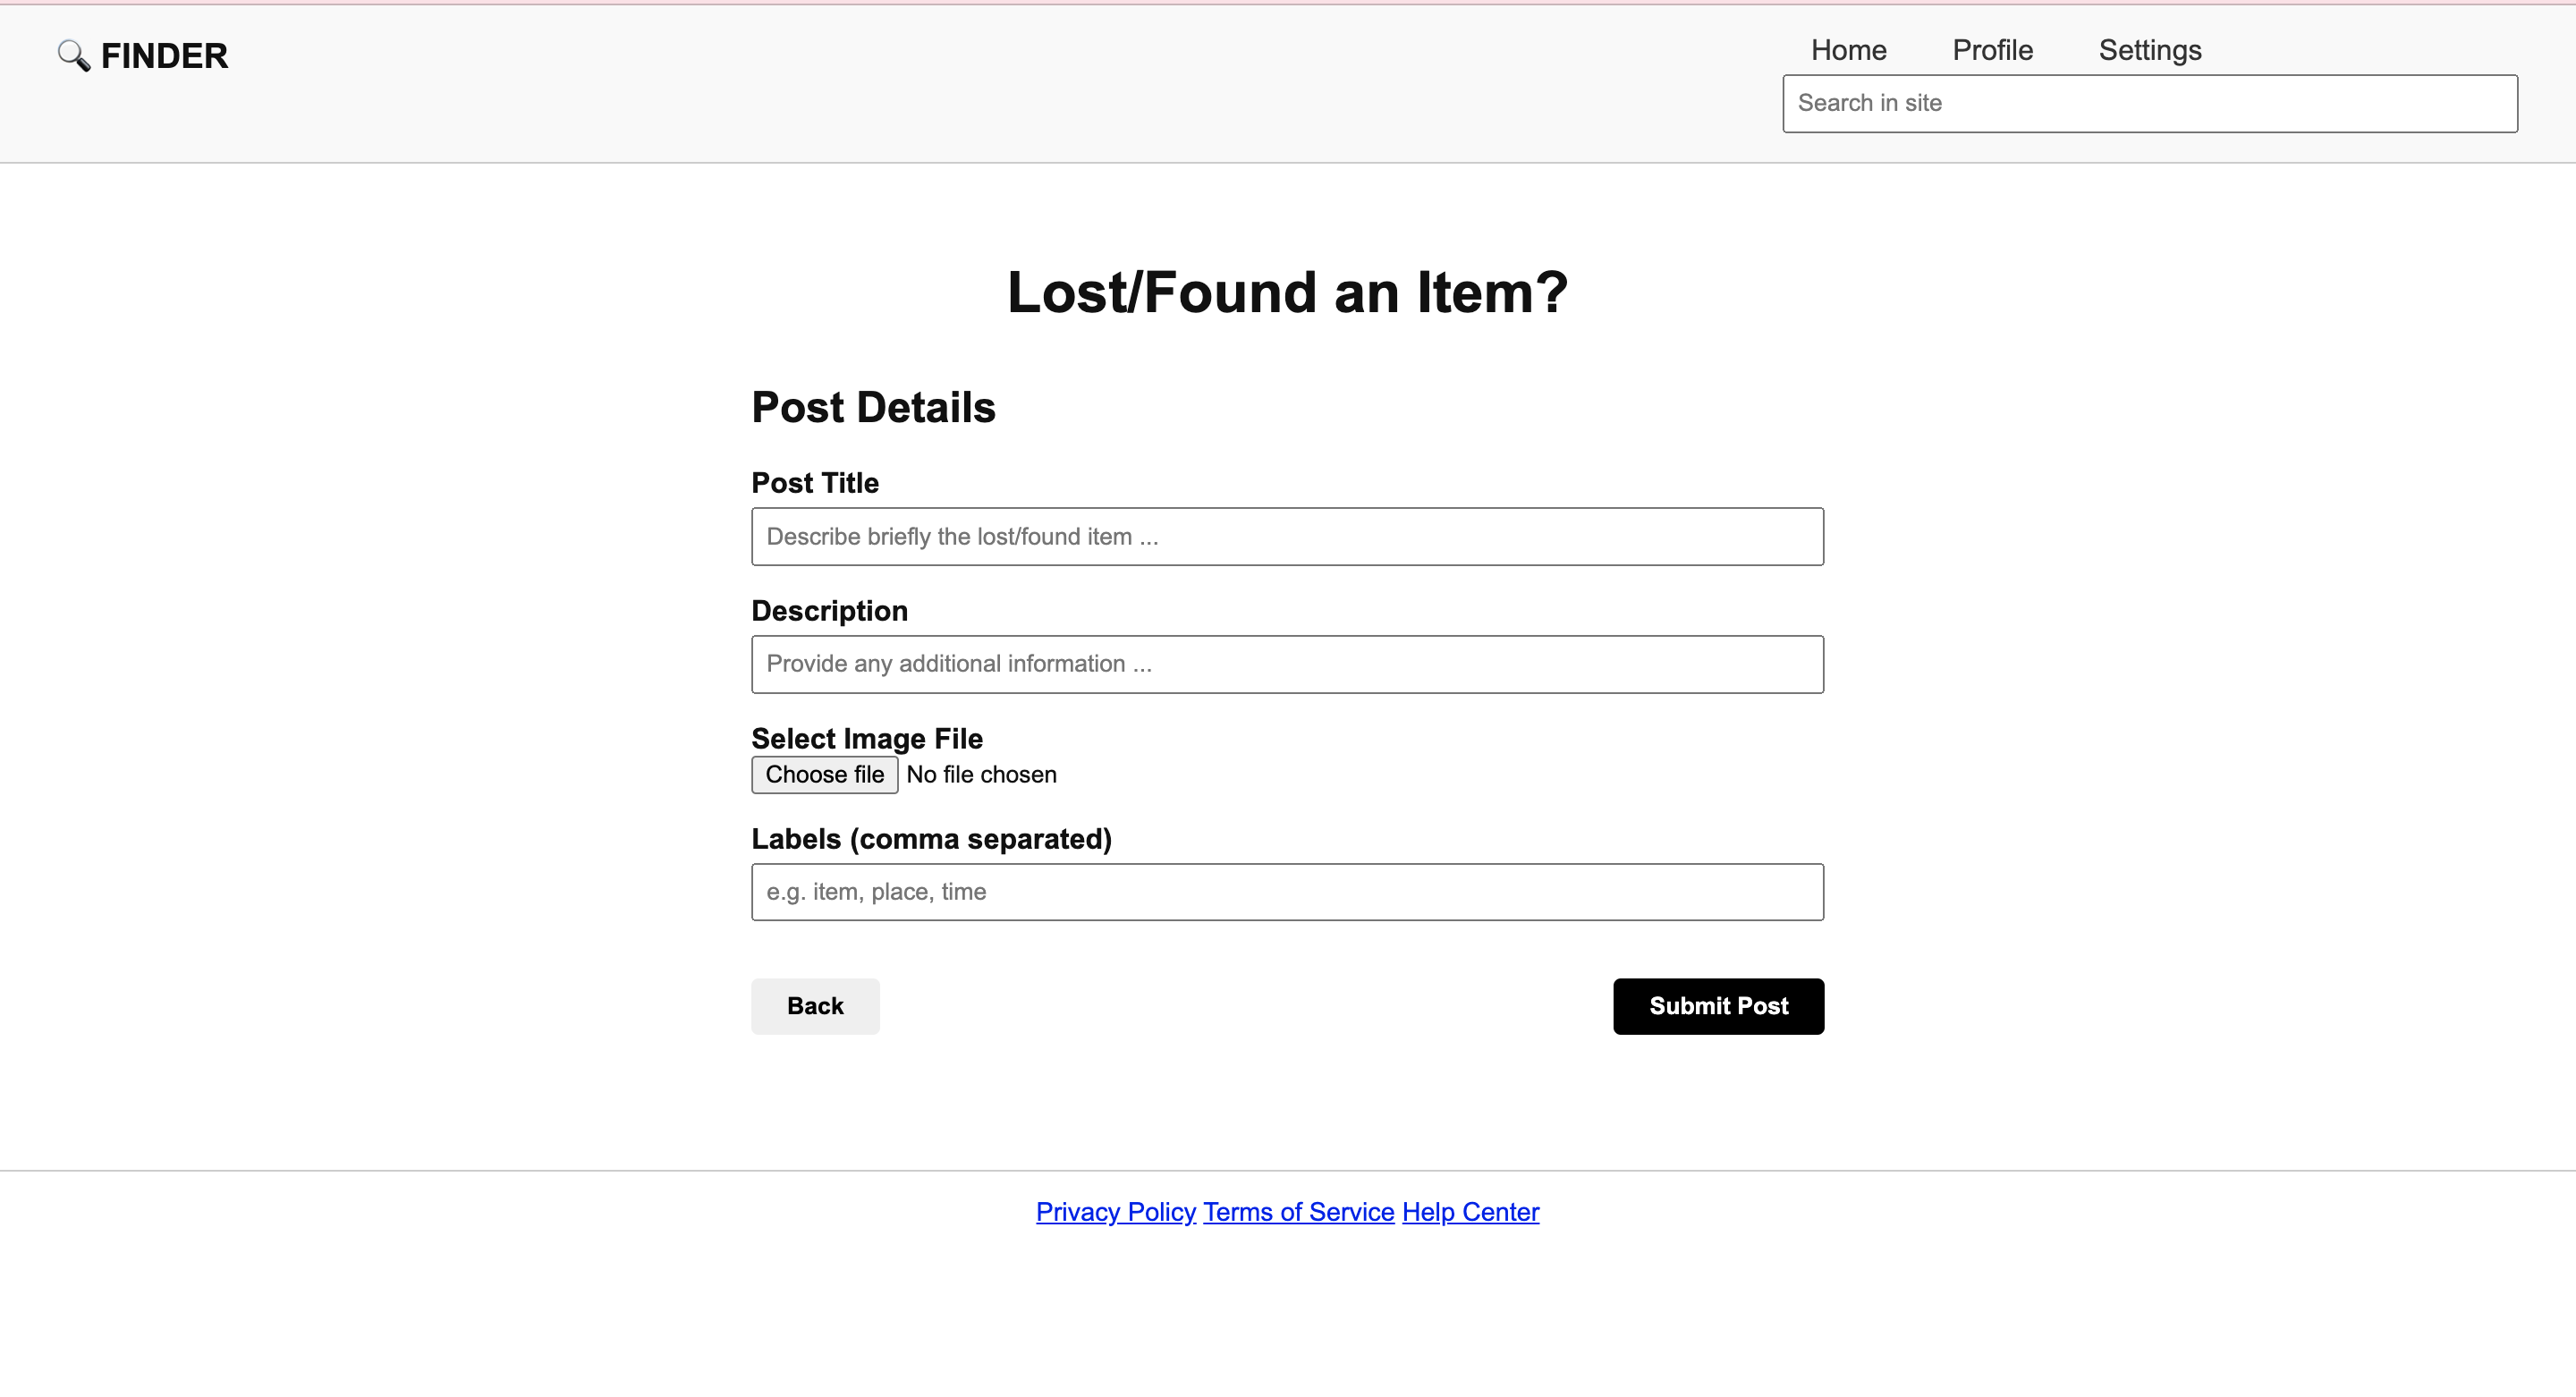 FINDER
Home Profile Settings
Search in site
Lost/Found an Item?
Post Details
Post Title
Describe briefly the lost/found item ...
Description
Provide any additional information ...
Select Image File
Choose file No file chosen
Labels (comma separated)
e.g. item, place, time
Back Submit Post
Privacy Policy Terms of Service Help Center